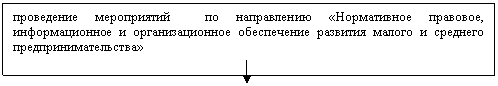 проведение мероприятий по направлению «Нормативное правовое,
информационное и организационное обеспечение развития малого и среднего
предпринимательства»